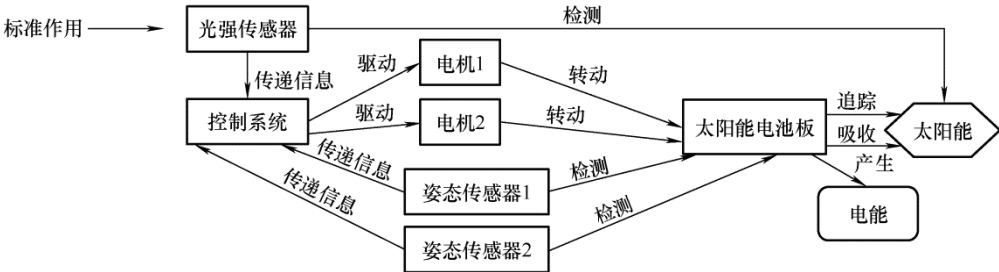 标准作用
光强传感器
检测
传递信息
驱动
电机1
转动
控制系统
驱动
电机2
转动
太阳能电池板
追踪
吸收
太阳能
传递信息
姿态传感器1
检测
产生
传递信息
姿态传感器2
检测
电能